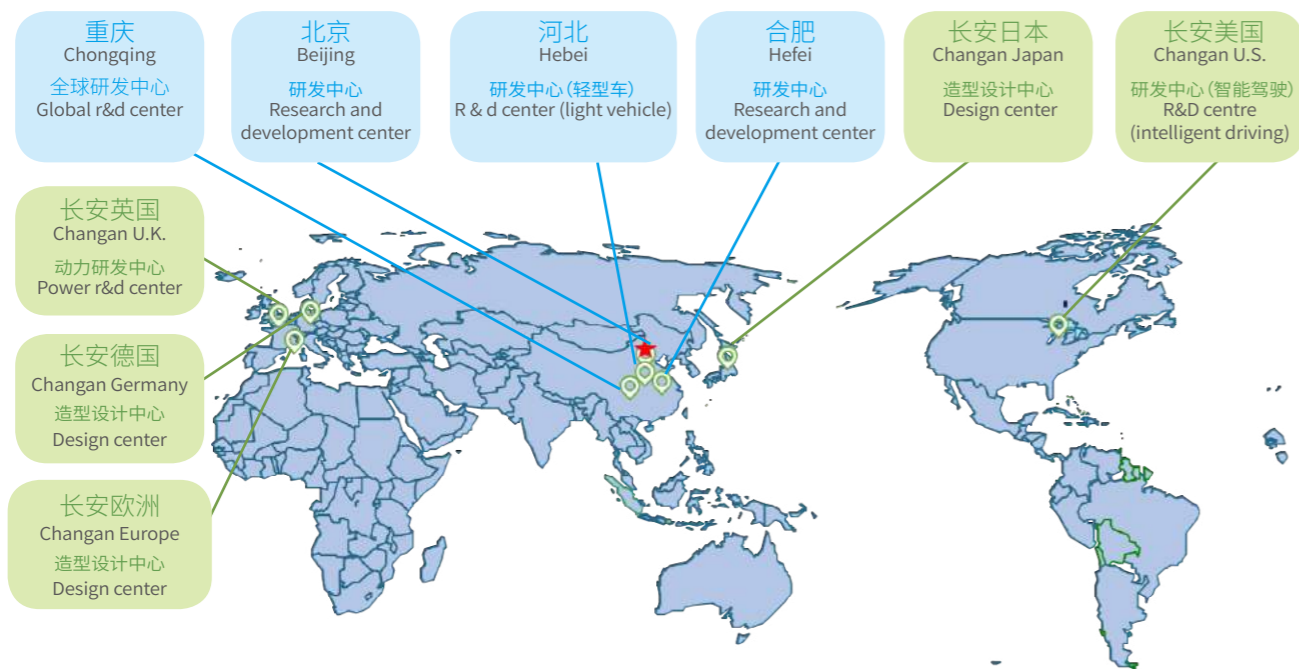 重庆
Chongqing
全球研发中心
Global r&d center
北京
Beijing
研发中心
Research and
development center
河北
Hebei
研发中心（轻型车）
R & d center (light vehicle)
合肥
Hefei
研发中心
Research and
development center
长安日本
Changan Japan
造型设计中心
Design center
长安美国
Changan U.S.
研发中心（智能驾驶）
R&D centre
(intelligent driving)
长安英国
Changan U.K.
动力研发中心
Power r&d center
长安德国
Changan Germany
造型设计中心
Design center
长安欧洲
Changan Europe
造型设计中心
Design center